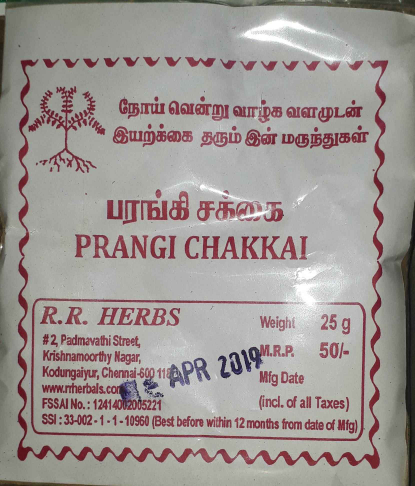 நோய் வென்று வாழ்க வளமுடன்
இயற்கை தரும் இன் மருந்துகள்
பரங்கி சக்கை
PRANGI CHAKKAI
R.R. HERBS
# 2, Padmavathi Street,
Krishnamoorthy Nagar,
Kodungaiyur, Chennai-600 118
www.rrherbals.com
FSSAI No. : 12414002005221
SSI : 33-002 - 1 - 1 - 10960 (Best before within 12 months from date of Mfg)
Weight 25 g
M.R.P. 50/-
Mfg Date
(incl. of all Taxes)
APR 2019